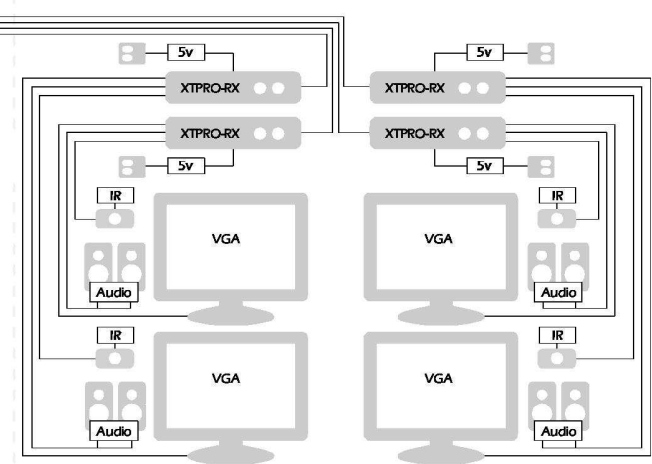 5v 5v
XTPRO-RX XTPRO-RX
XTPRO-RX XTPRO-RX
5v 5v
IR IR
VGA VGA
Audio Audio
IR IR
VGA VGA
Audio Audio